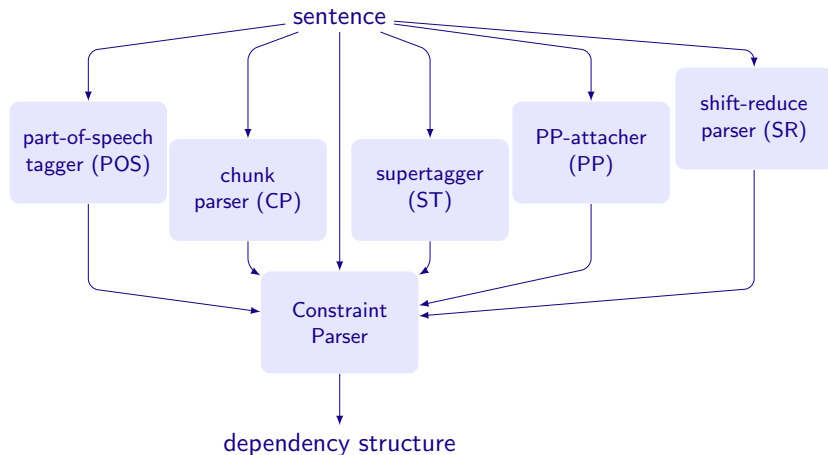 sentence
part-of-speech
tagger (POS)
chunk
parser (CP)
supertagger
(ST)
PP-attacher
(PP)
shift-reduce
parser (SR)
Constraint
Parser
dependency structure